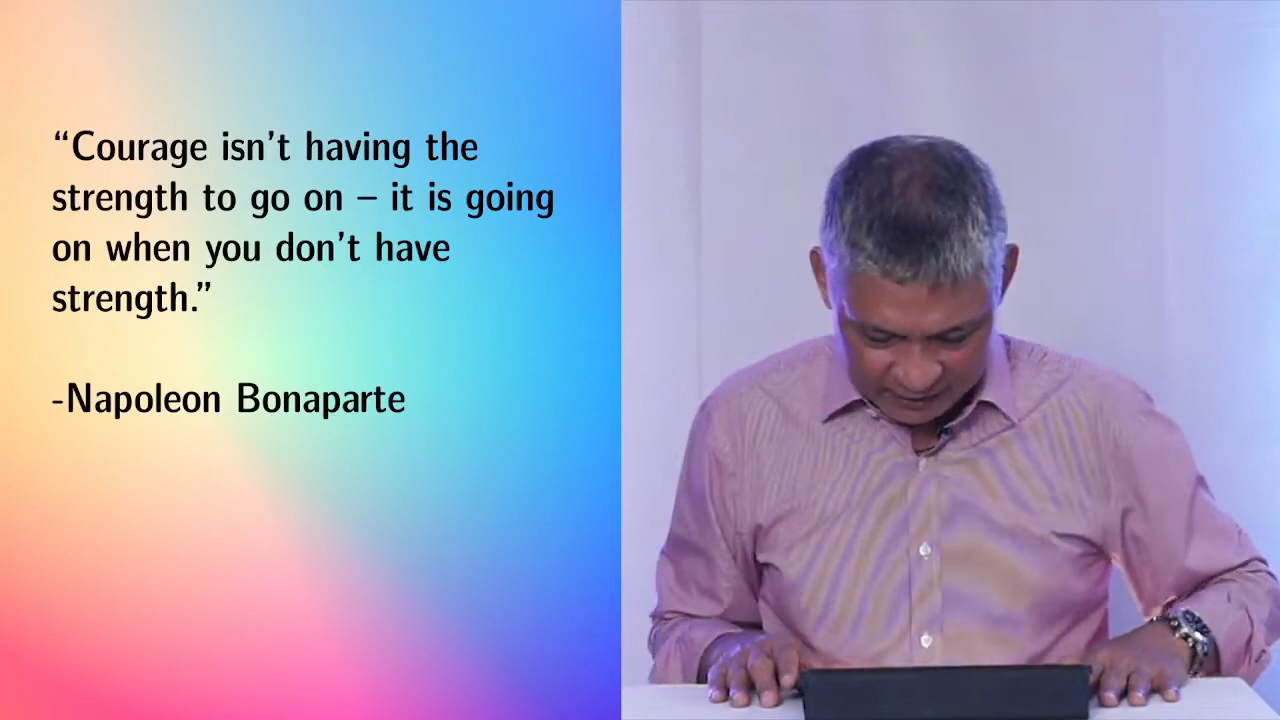 “Courage isn’t having the
strength to go on – it is going
on when you don’t have
strength.”
-Napoleon Bonaparte